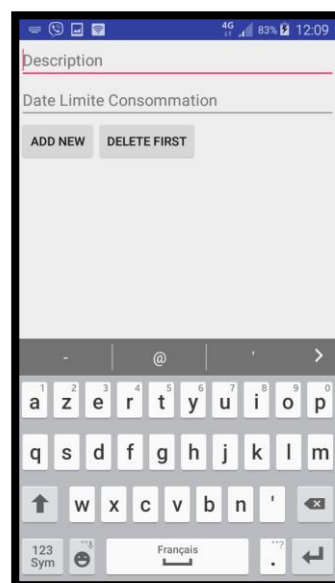 4G 83% 12:09
Description
Date Limite Consommation
ADD NEW DELETE FIRST
- @ '
1 2 3 4 5 6 7 8 9 0
a z e r t y u i o p
q s d f g h j k l m
w x c v b n '
123 Français . ...?
Sym